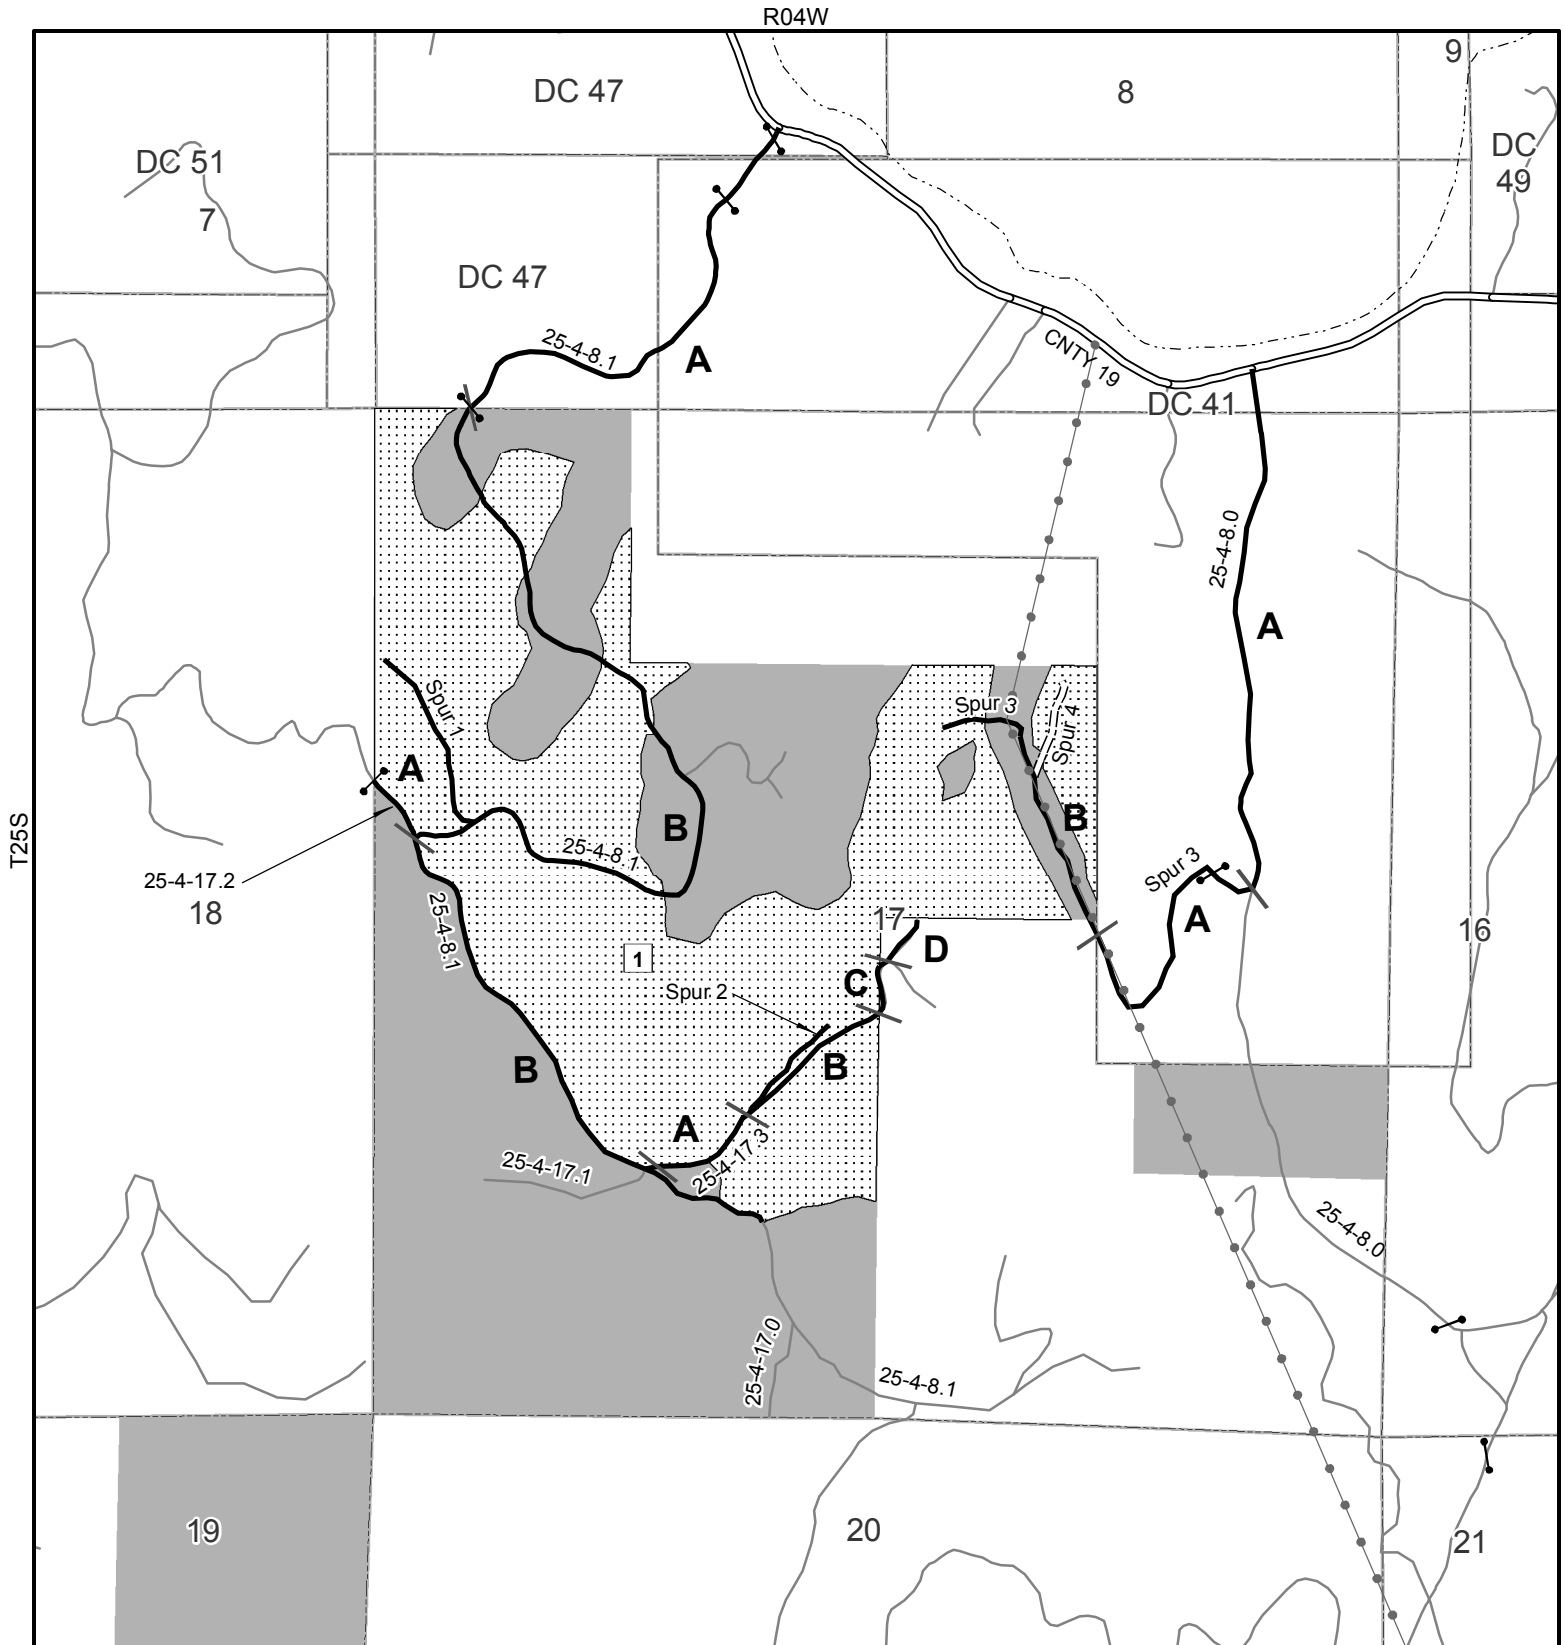 R04W
9
DC 47
8
DC 51
DC
49
7
DC 47
25-4-8.1
A
CNTY 19
DC 41
25-4-8.0
A
Spur 1
Spur 3
Spur 4
A
B
B
25-4-8.1
T25S
25-4-17.2
18
Spur 3
A
25-4-8.1
17
D
16
1
C
Spur 2
B
B
A
25-4-17.3
25-4-17.1
25-4-8.0
25-4-17.0
25-4-8.1
19
20
21